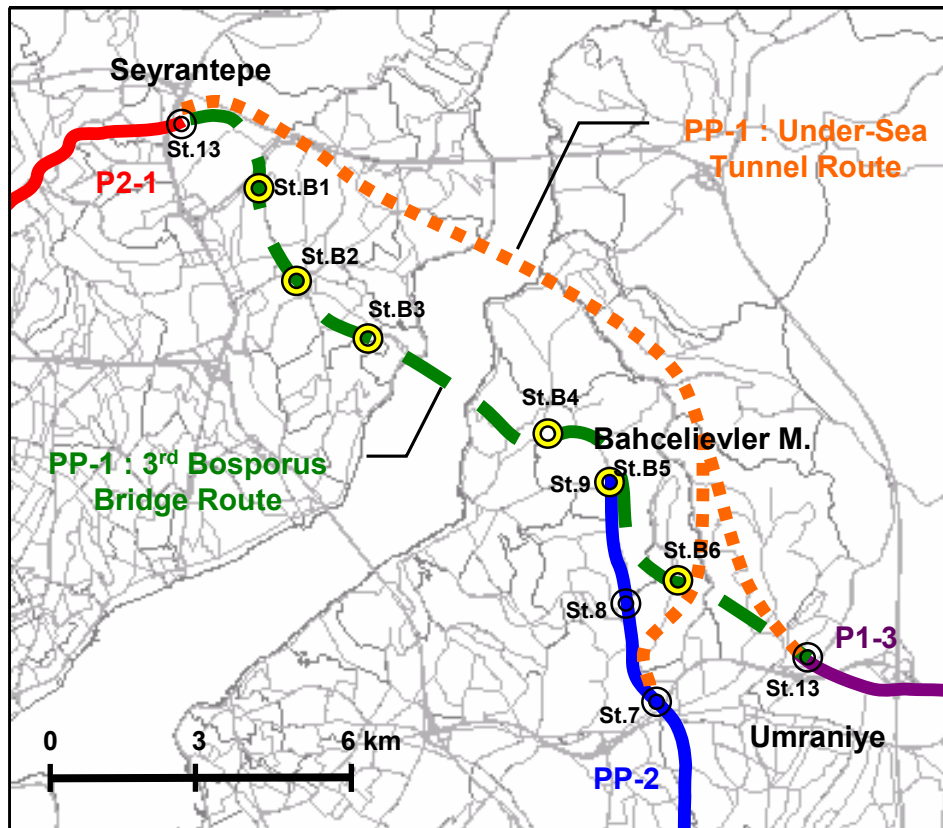 Seyrantepe
St.13
P2-1
PP-1 : Under-Sea
Tunnel Route
St.B1
St.B2
St.B3
St.B4
Bahcelievler M.
St.9
St.B5
PP-1 : 3rd Bosporus
Bridge Route
St.B6
St.8
P1-3
St.13
St.7
Umraniye
0 3 6 km
PP-2